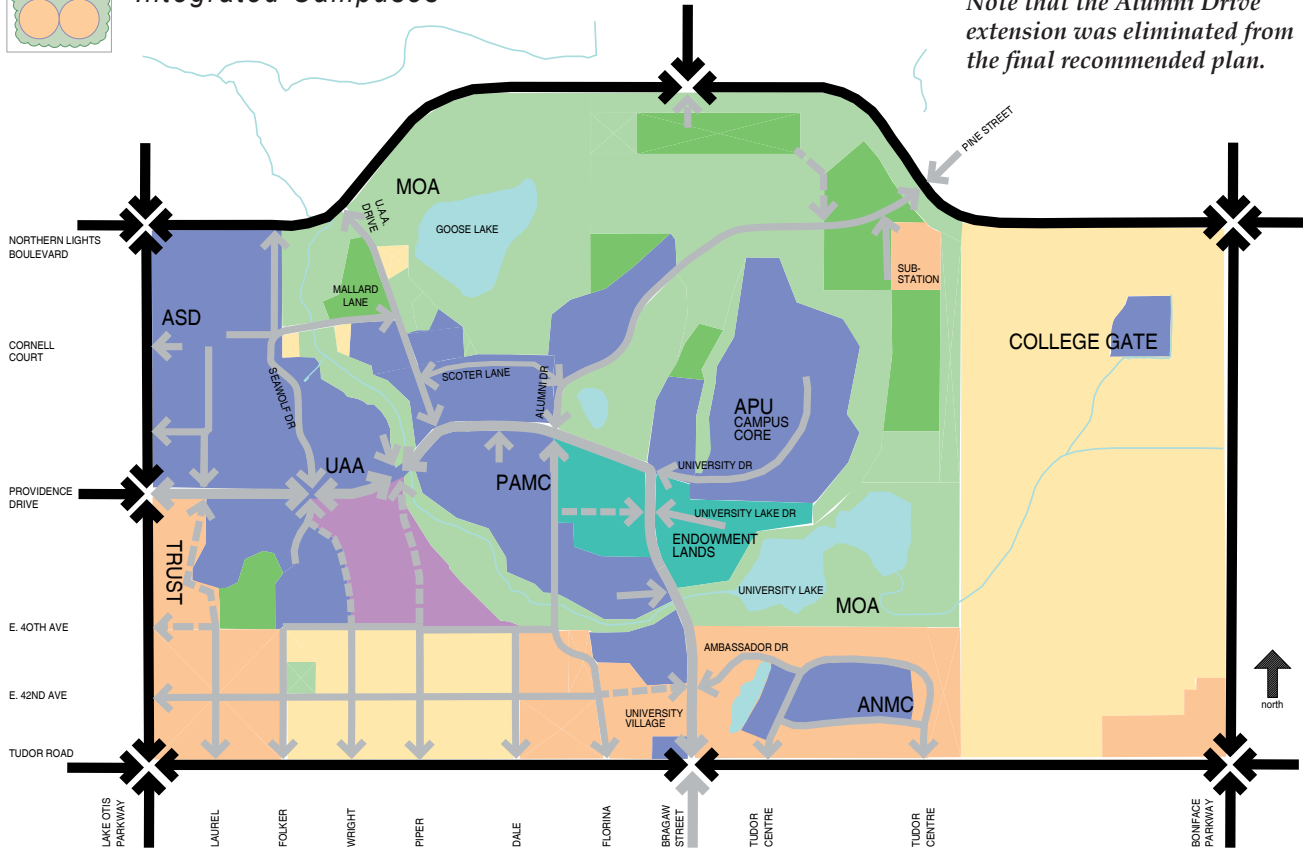 Integrated Campuses
Note that the Alumni Drive
extension was eliminated from
the final recommended plan.
PINE STREET
MOA
U.A.A.
DRIVE
GOOSE LAKE
NORTHERN LIGHTS
BOULEVARD
SUB-
STATION
MALLARD
LANE
ASD
COLLEGE GATE
CORNELL
COURT
SCOTER LANE
ALUMNI DR
SEAWOLF DR
APU
CAMPUS
CORE
UAA
UNIVERSITY DR
PAMC
PROVIDENCE
DRIVE
UNIVERSITY LAKE DR
ENDOWMENT
LANDS
TRUST
UNIVERSITY LAKE
MOA
E. 40TH AVE
AMBASSADOR DR
E. 42ND AVE
ANMC
north
UNIVERSITY
VILLAGE
TUDOR ROAD
LAKE OTIS
PARKWAY
LAUREL
FOLKER
WRIGHT
PIPER
DALE
FLORINA
BRAGAW
STREET
TUDOR
CENTRE
TUDOR
CENTRE
BONIFACE
PARKWAY